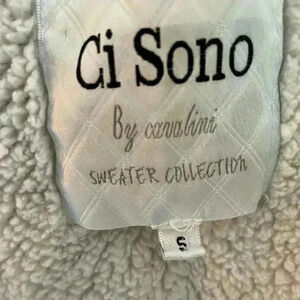 Ci Sono
By cavalini
SWEATER COLLECTION
S